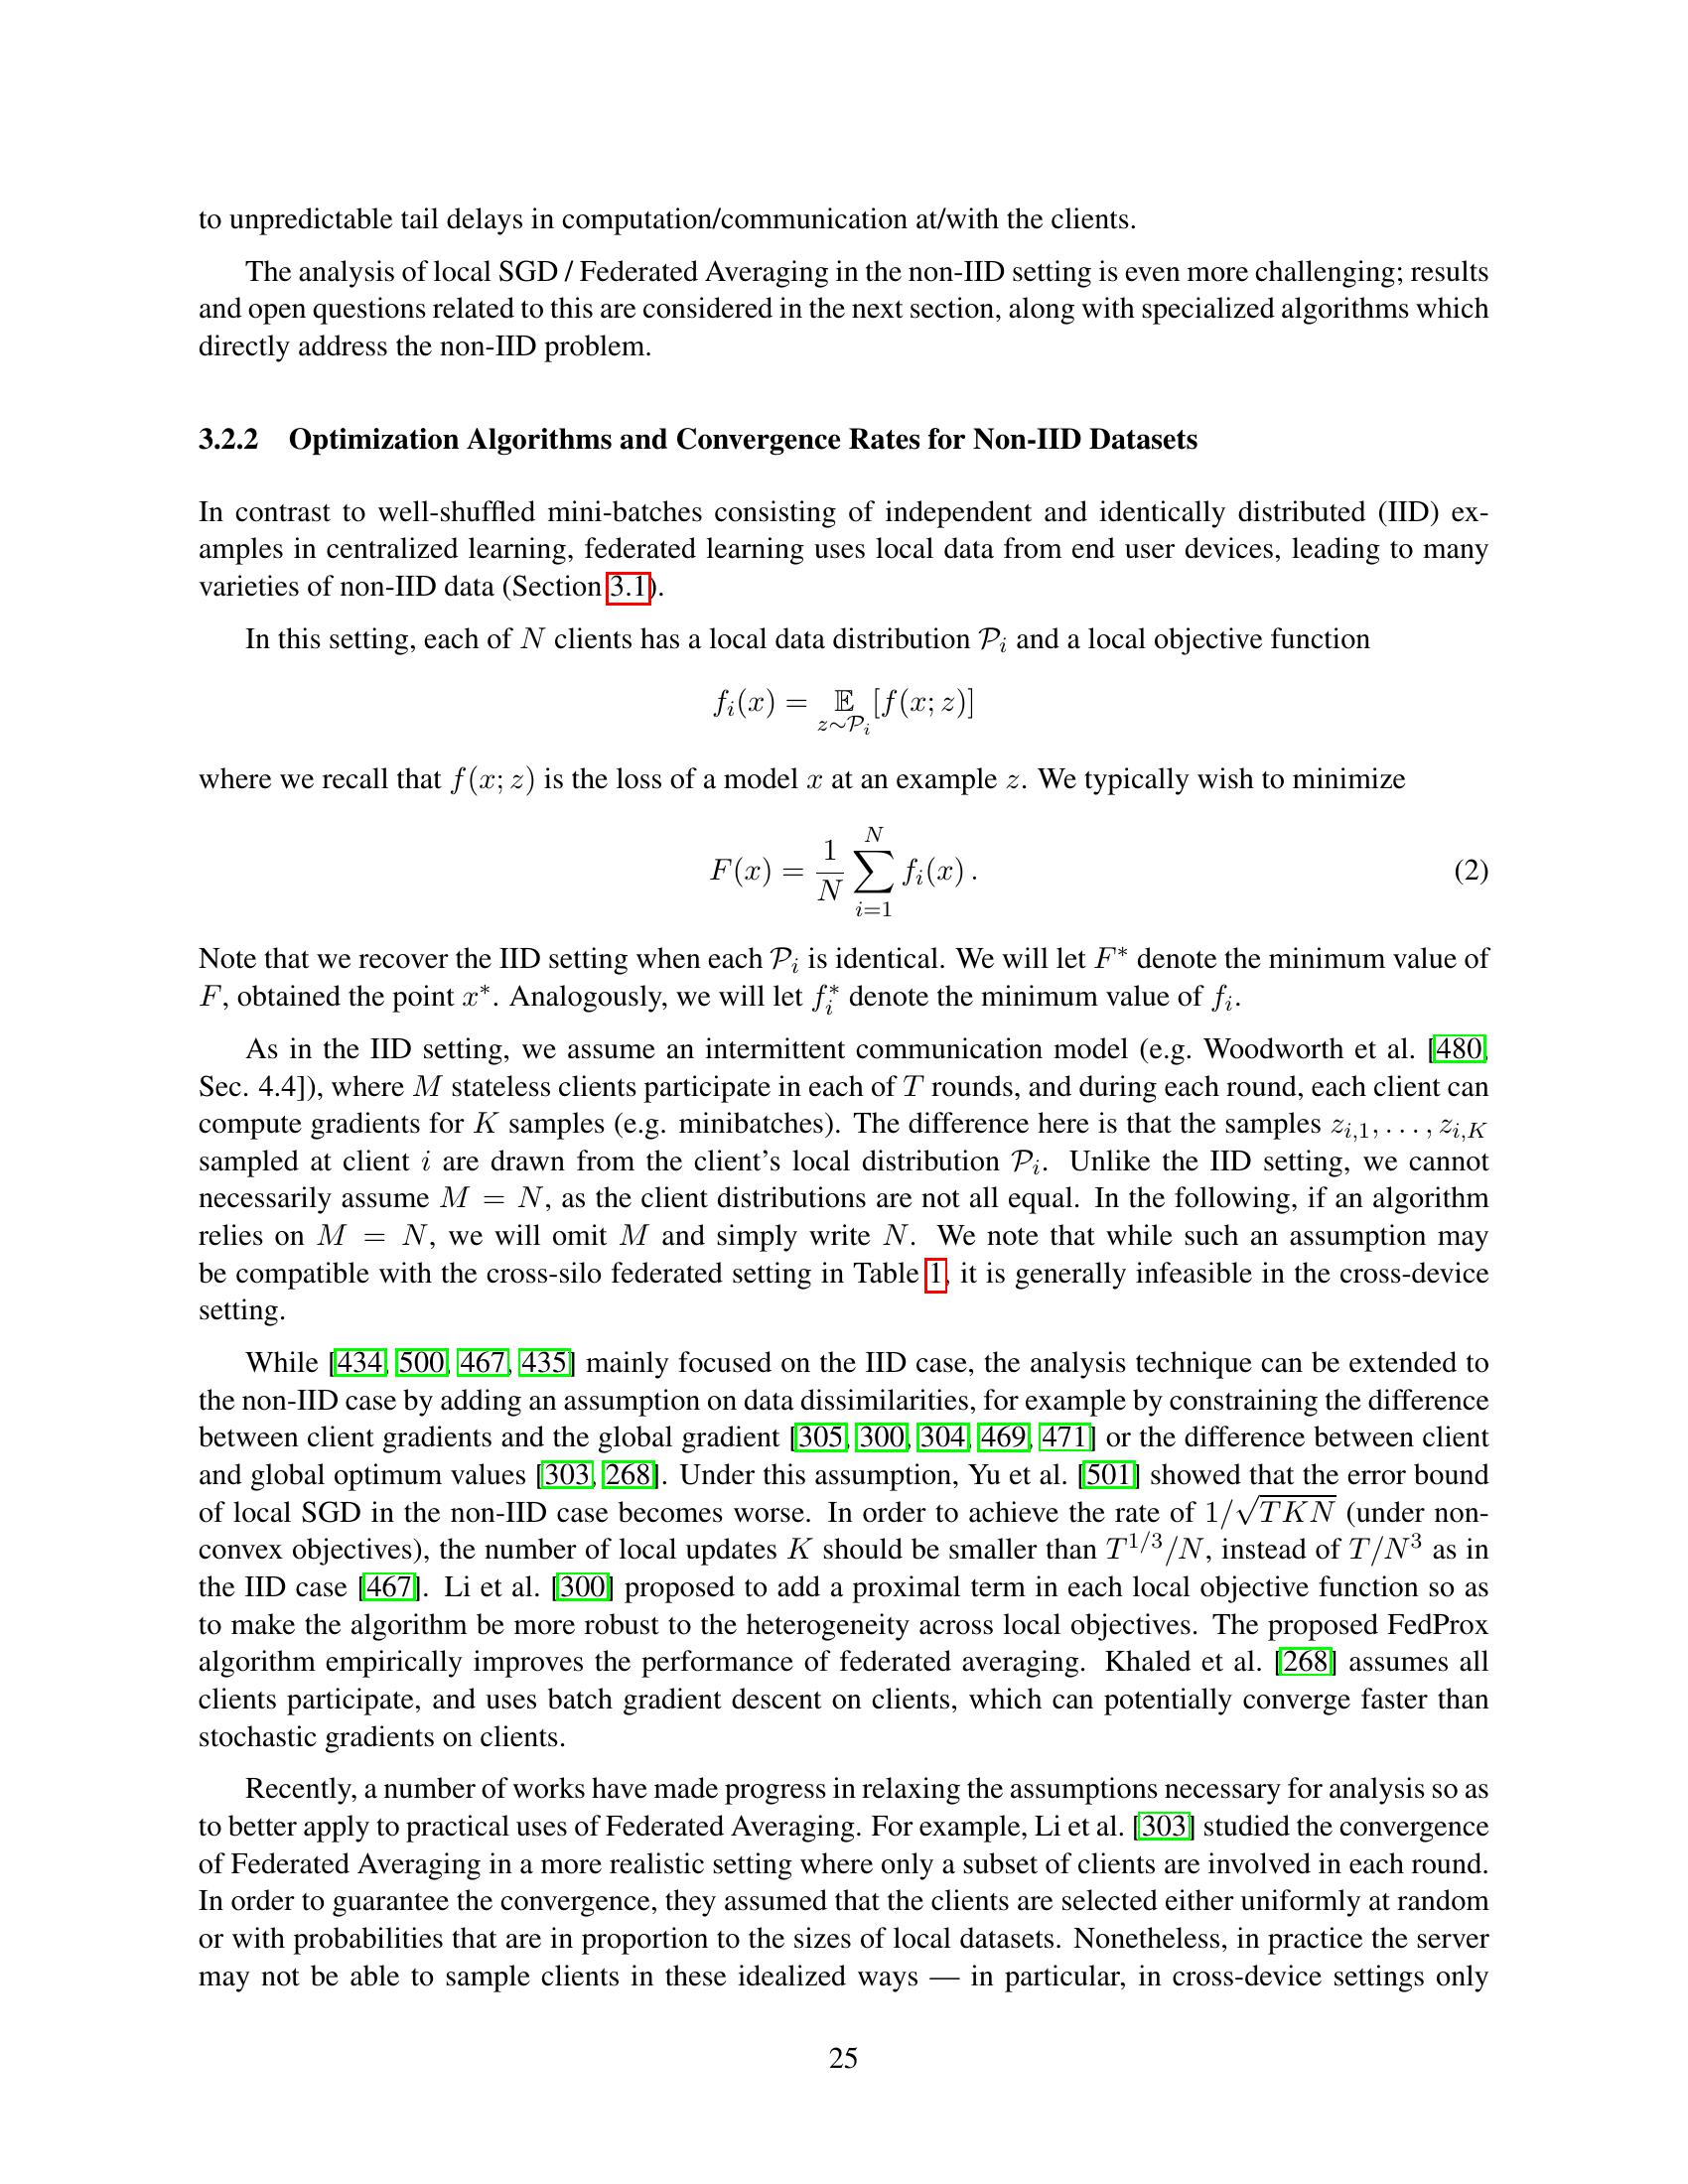 to unpredictable tail delays in computation/communication at/with the clients.
The analysis of local SGD / Federated Averaging in the non-IID setting is even more challenging; results
and open questions related to this are considered in the next section, along with specialized algorithms which
directly address the non-IID problem.
3.2.2 Optimization Algorithms and Convergence Rates for Non-IID Datasets
In contrast to well-shuffled mini-batches consisting of independent and identically distributed (IID) ex-
amples in centralized learning, federated learning uses local data from end user devices, leading to many
varieties of non-IID data (Section 3.1).
In this setting, each of N clients has a local data distribution 𝒫_i and a local objective function
f_i(x) = 𝔼_{z∼𝒫_i} [f(x; z)]
where we recall that f(x; z) is the loss of a model x at an example z. We typically wish to minimize
F(x) = \frac{1}{N} \sum_{i=1}^{N} f_i(x) . (2)
Note that we recover the IID setting when each 𝒫_i is identical. We will let F* denote the minimum value of
F, obtained the point x*. Analogously, we will let f_i^* denote the minimum value of f_i.
As in the IID setting, we assume an intermittent communication model (e.g. Woodworth et al. [480,
Sec. 4.4]), where M stateless clients participate in each of T rounds, and during each round, each client can
compute gradients for K samples (e.g. minibatches). The difference here is that the samples z_{i,1}, . . . , z_{i,K}
sampled at client i are drawn from the client's local distribution 𝒫_i. Unlike the IID setting, we cannot
necessarily assume M = N, as the client distributions are not all equal. In the following, if an algorithm
relies on M = N, we will omit M and simply write N. We note that while such an assumption may
be compatible with the cross-silo federated setting in Table 1, it is generally infeasible in the cross-device
setting.
While [434, 500, 467, 435] mainly focused on the IID case, the analysis technique can be extended to
the non-IID case by adding an assumption on data dissimilarities, for example by constraining the difference
between client gradients and the global gradient [305, 300, 304, 469, 471] or the difference between client
and global optimum values [303, 268]. Under this assumption, Yu et al. [501] showed that the error bound
of local SGD in the non-IID case becomes worse. In order to achieve the rate of 1/√TKN (under non-
convex objectives), the number of local updates K should be smaller than T^{1/3}/N, instead of T/N^3 as in
the IID case [467]. Li et al. [300] proposed to add a proximal term in each local objective function so as
to make the algorithm be more robust to the heterogeneity across local objectives. The proposed FedProx
algorithm empirically improves the performance of federated averaging. Khaled et al. [268] assumes all
clients participate, and uses batch gradient descent on clients, which can potentially converge faster than
stochastic gradients on clients.
Recently, a number of works have made progress in relaxing the assumptions necessary for analysis so as
to better apply to practical uses of Federated Averaging. For example, Li et al. [303] studied the convergence
of Federated Averaging in a more realistic setting where only a subset of clients are involved in each round.
In order to guarantee the convergence, they assumed that the clients are selected either uniformly at random
or with probabilities that are in proportion to the sizes of local datasets. Nonetheless, in practice the server
may not be able to sample clients in these idealized ways — in particular, in cross-device settings only
25